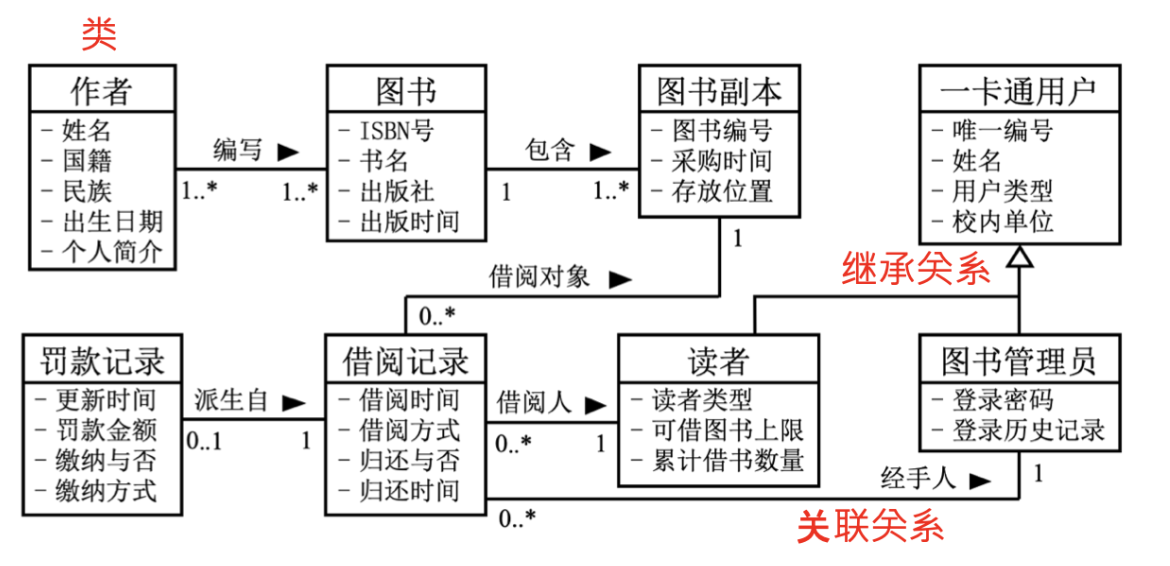 类
作者
- 姓名
- 国籍
- 民族
- 出生日期
- 个人简介
编写 ▶
1..*
1..*
图书
- ISBN号
- 书名
- 出版社
- 出版时间
包含 ▶
1
1..*
图书副本
- 图书编号
- 采购时间
- 存放位置
一卡通用户
- 唯一编号
- 姓名
- 用户类型
- 校内单位
1
借阅对象 ▶
0..*
继承关系
罚款记录
- 更新时间
- 罚款金额
- 缴纳与否
- 缴纳方式
派生自 ▶
0..1
1
借阅记录
- 借阅时间
- 借阅方式
- 归还与否
- 归还时间
借阅人 ▶
0..*
1
读者
- 读者类型
- 可借图书上限
- 累计借书数量
图书管理员
- 登录密码
- 登录历史记录
经手人 ▶
1
0..*
关联关系